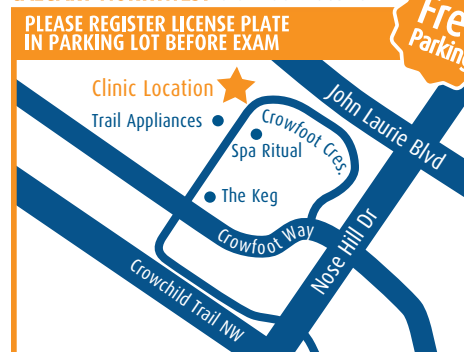 PLEASE REGISTER LICENSE PLATE
IN PARKING LOT BEFORE EXAM
Parking
Clinic Location
Trail Appliances
Crowfoot Cres.
Spa Ritual
The Keg
John Laurie Blvd
Crowfoot Way
Nose Hill Dr
Crowchild Trail NW